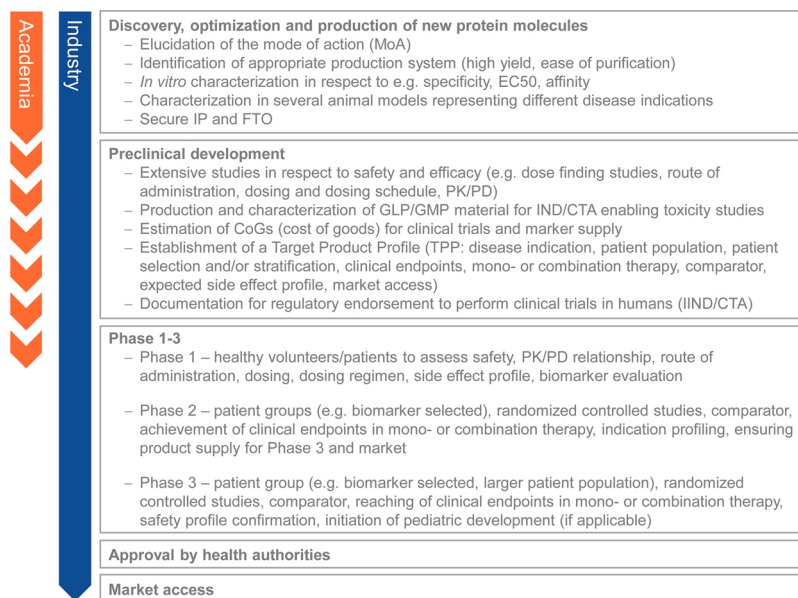 Academia
Industry
Discovery, optimization and production of new protein molecules
– Elucidation of the mode of action (MoA)
– Identification of appropriate production system (high yield, ease of purification)
– In vitro characterization in respect to e.g. specificity, EC50, affinity
– Characterization in several animal models representing different disease indications
– Secure IP and FTO
Preclinical development
– Extensive studies in respect to safety and efficacy (e.g. dose finding studies, route of
administration, dosing and dosing schedule, PK/PD)
– Production and characterization of GLP/GMP material for IND/CTA enabling toxicity studies
– Estimation of CoGs (cost of goods) for clinical trials and marker supply
– Establishment of a Target Product Profile (TPP: disease indication, patient population, patient
selection and/or stratification, clinical endpoints, mono- or combination therapy, comparator,
expected side effect profile, market access)
– Documentation for regulatory endorsement to perform clinical trials in humans (IIND/CTA)
Phase 1-3
– Phase 1 – healthy volunteers/patients to assess safety, PK/PD relationship, route of
administration, dosing, dosing regimen, side effect profile, biomarker evaluation
– Phase 2 – patient groups (e.g. biomarker selected), randomized controlled studies, comparator,
achievement of clinical endpoints in mono- or combination therapy, indication profiling, ensuring
product supply for Phase 3 and market
– Phase 3 – patient group (e.g. biomarker selected, larger patient population), randomized
controlled studies, comparator, reaching of clinical endpoints in mono- or combination therapy,
safety profile confirmation, initiation of pediatric development (if applicable)
Approval by health authorities
Market access